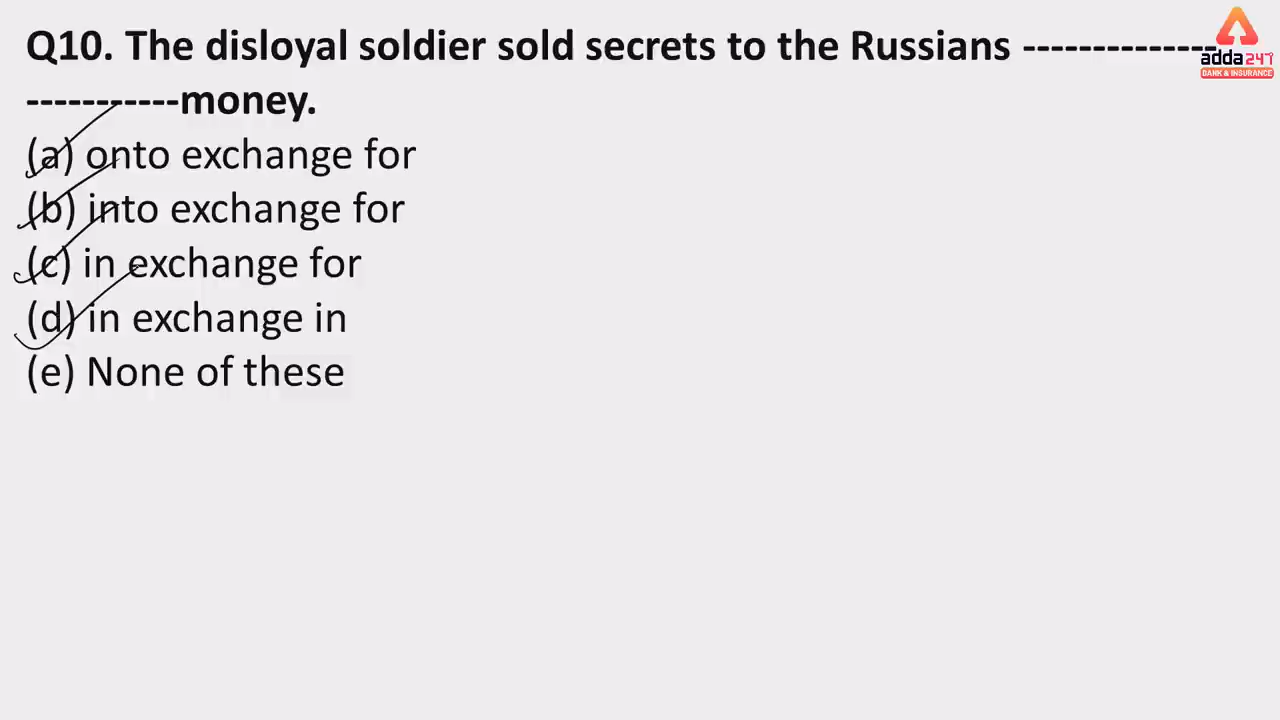 Q10. The disloyal soldier sold secrets to the Russians --------------
-----------money.
(a) onto exchange for
(b) into exchange for
(c) in exchange for
(d) in exchange in
(e) None of these
adda247
BANK & INSURANCE